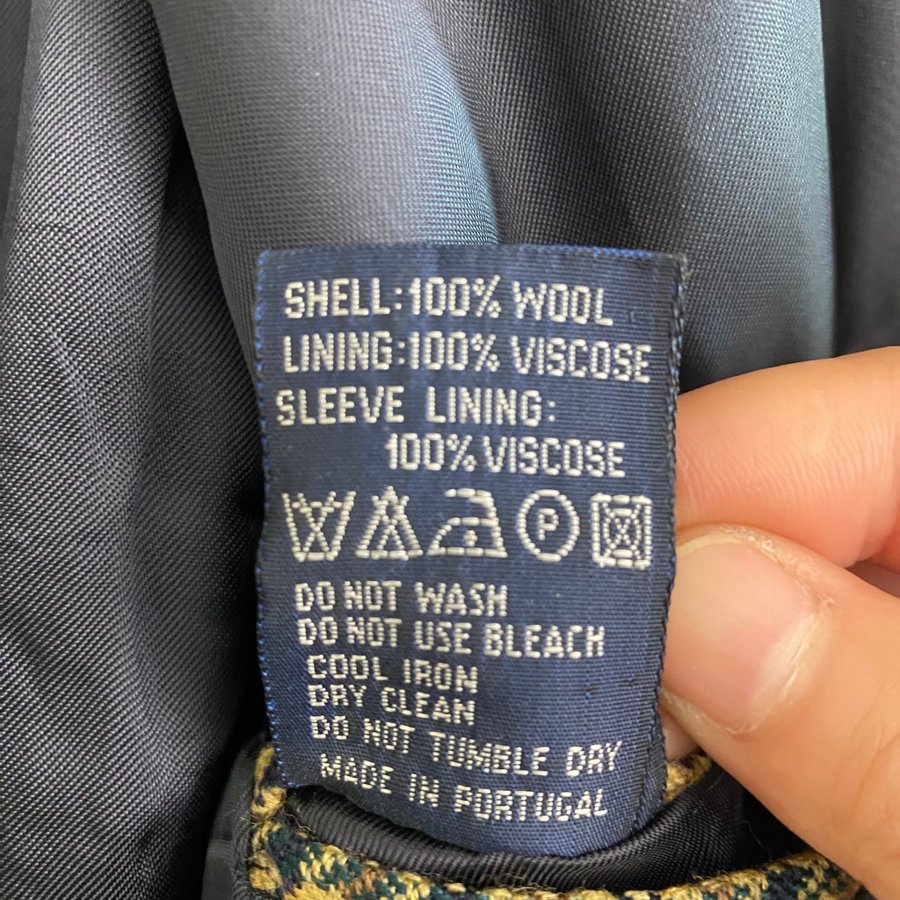 SHELL: 100% WOOL
LINING: 100% VISCOSE
SLEEVE LINING:
100% VISCOSE
P
DO NOT WASH
DO NOT USE BLEACH
COOL IRON
DRY CLEAN
DO NOT TUMBLE DRY
MADE IN PORTUGAL